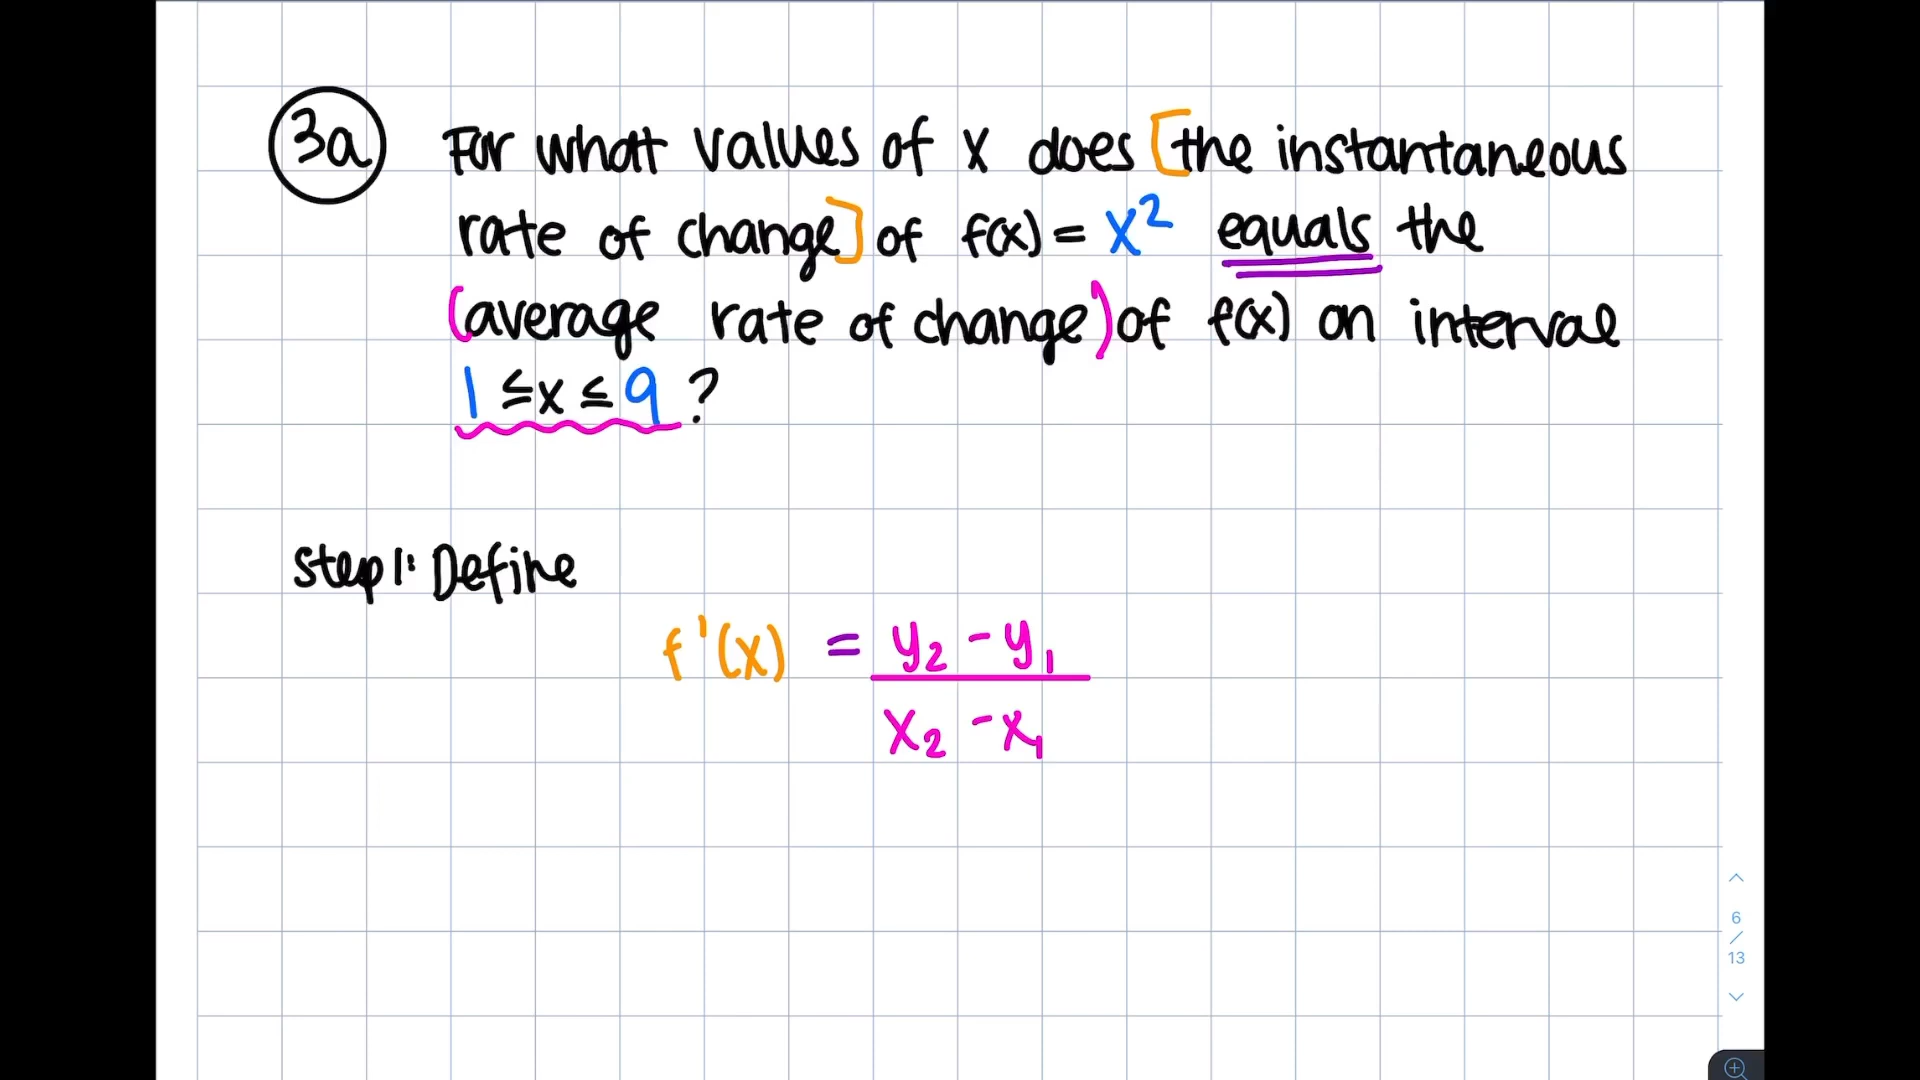 3a For what values of x does [the instantaneous
rate of change] of f(x) = x² equals the
(average rate of change) of f(x) on interval
1 ≤ x ≤ 9 ?
Step 1: Define
f'(x) = y₂ - y₁
x₂ - x₁
6
/
13